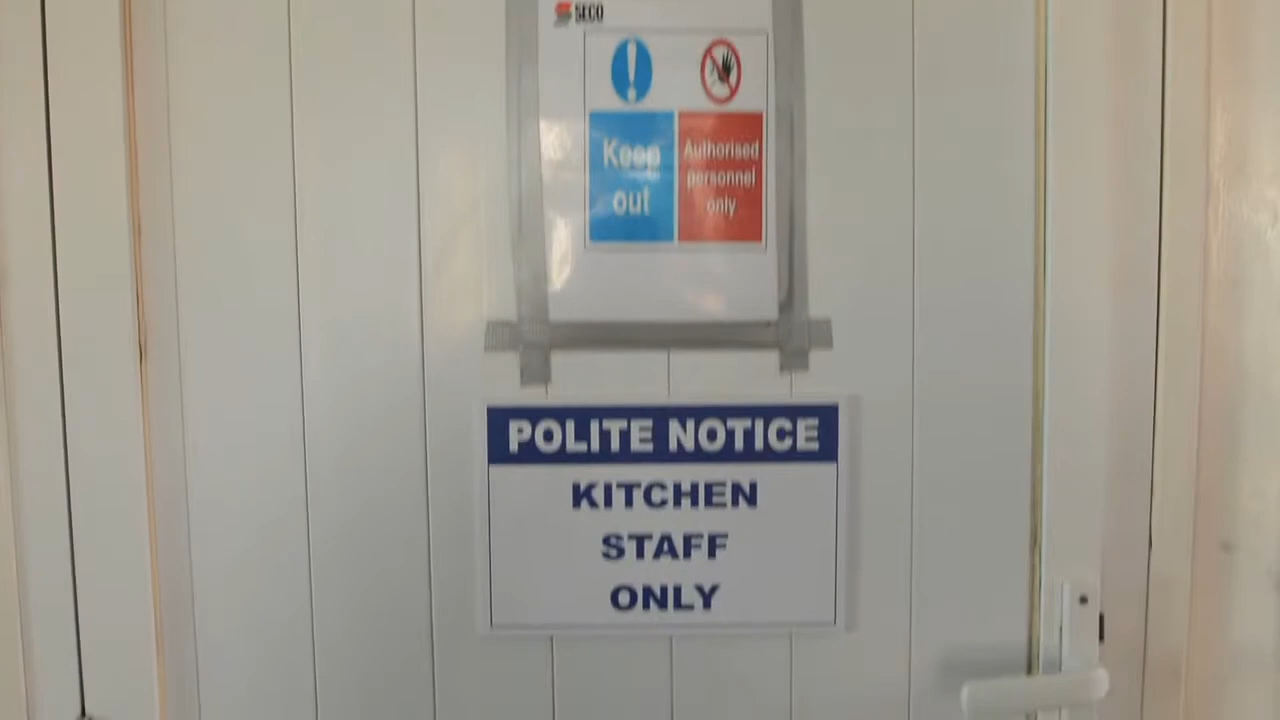 SECO
Keep
out
Authorised
personnel
only
POLITE NOTICE
KITCHEN
STAFF
ONLY